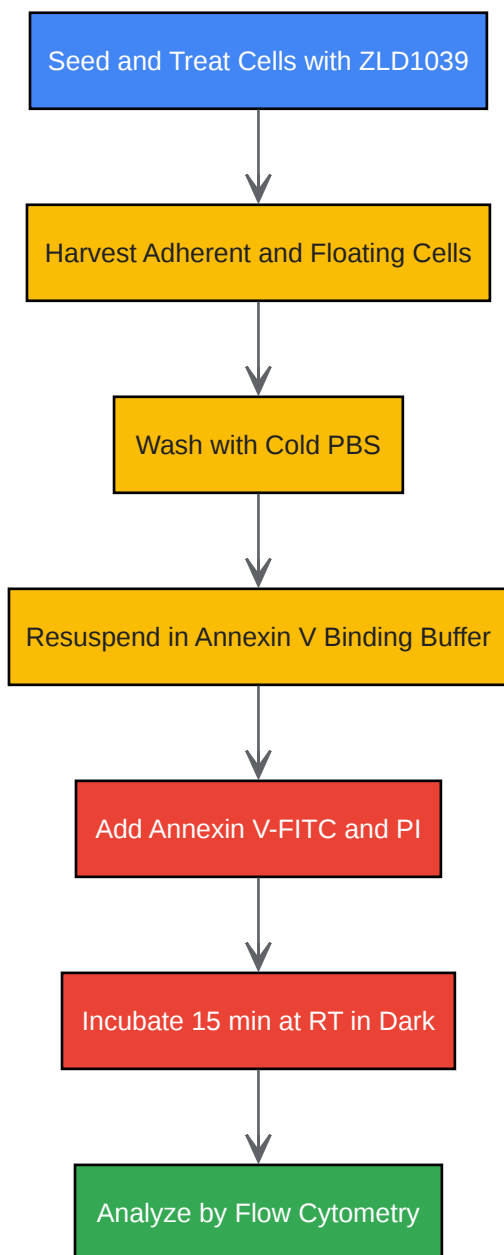 Seed and Treat Cells with ZLD1039
Harvest Adherent and Floating Cells
Wash with Cold PBS
Resuspend in Annexin V Binding Buffer
Add Annexin V-FITC and PI
Incubate 15 min at RT in Dark
Analyze by Flow Cytometry